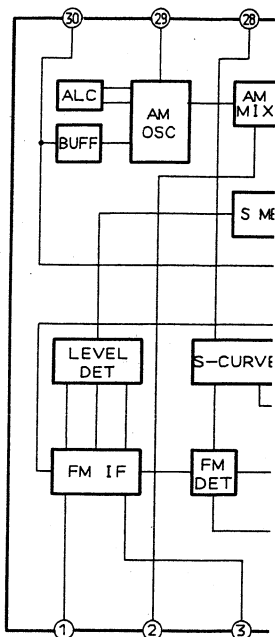 30 29 28
ALC
AM
OSC
AM
MIX
BUFF
S ME
LEVEL
DET
S-CURVE
FM IF
FM
DET
1 2 3